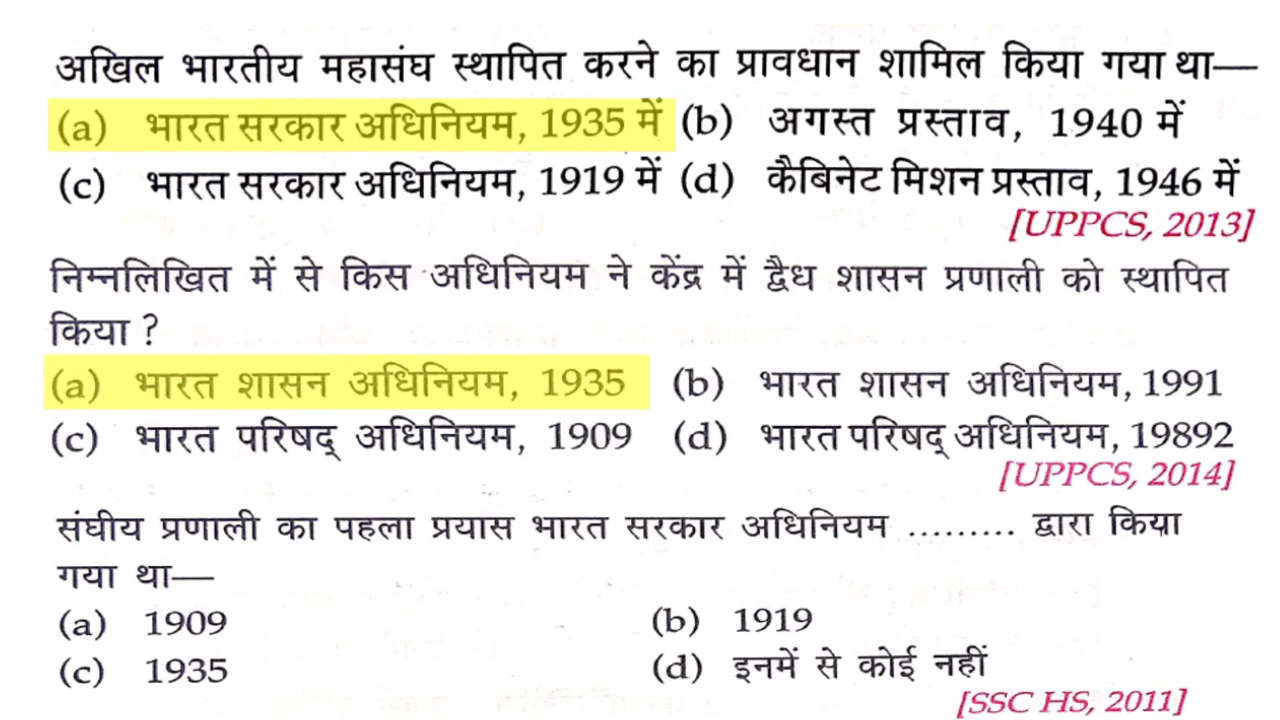 अखिल भारतीय महासंघ स्थापित करने का प्रावधान शामिल किया गया था—
(a) भारत सरकार अधिनियम, 1935 में (b) अगस्त प्रस्ताव, 1940 में
(c) भारत सरकार अधिनियम, 1919 में (d) कैबिनेट मिशन प्रस्ताव, 1946 में
[UPPCS, 2013]
निम्नलिखित में से किस अधिनियम ने केंद्र में द्वैध शासन प्रणाली को स्थापित
किया ?
(a) भारत शासन अधिनियम, 1935 (b) भारत शासन अधिनियम, 1991
(c) भारत परिषद् अधिनियम, 1909 (d) भारत परिषद् अधिनियम, 19892
[UPPCS, 2014]
संघीय प्रणाली का पहला प्रयास भारत सरकार अधिनियम .......... द्वारा किया
गया था—
(a) 1909 (b) 1919
(c) 1935 (d) इनमें से कोई नहीं
[SSC HS, 2011]